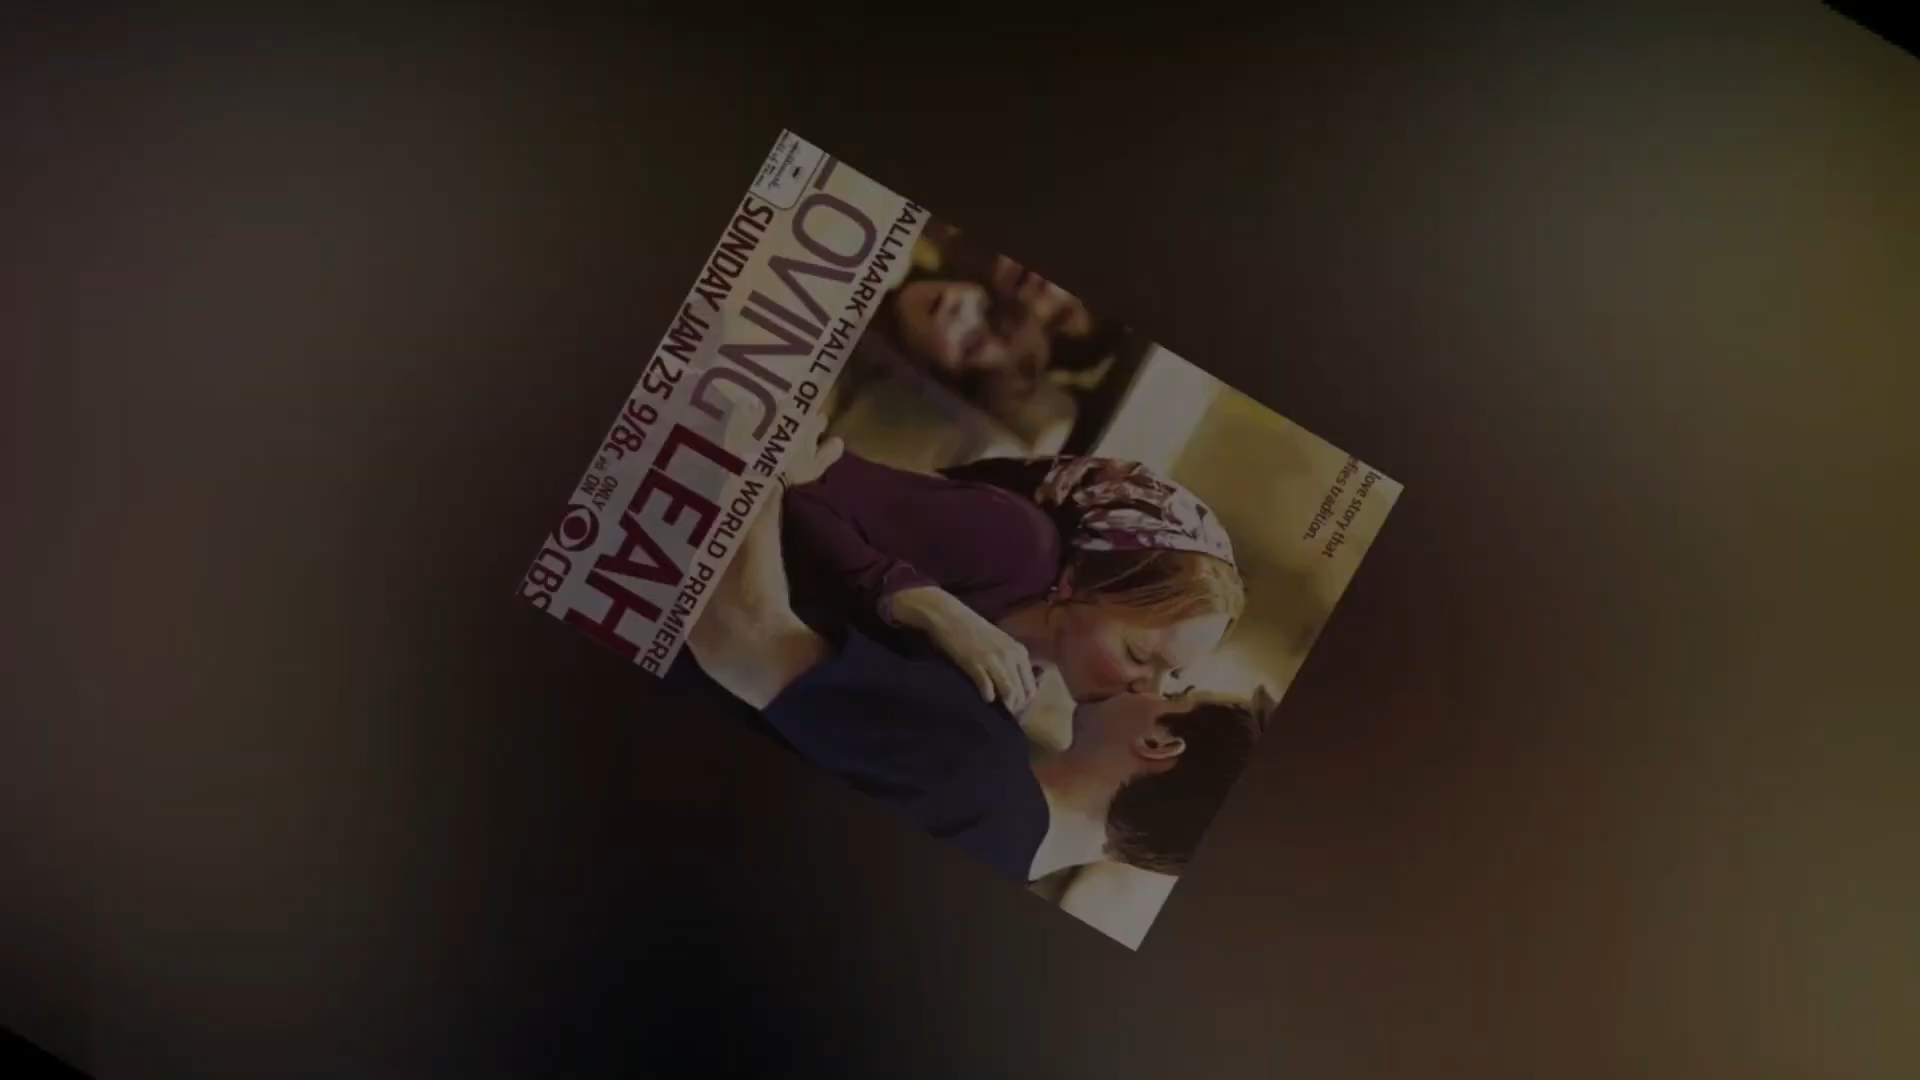 love story that
efies tradition.
HALLMARK HALL OF FAME WORLD PREMIERE
LOVING LEAH
SUNDAY JAN 25 9/8C
ONLY
ON
CBS